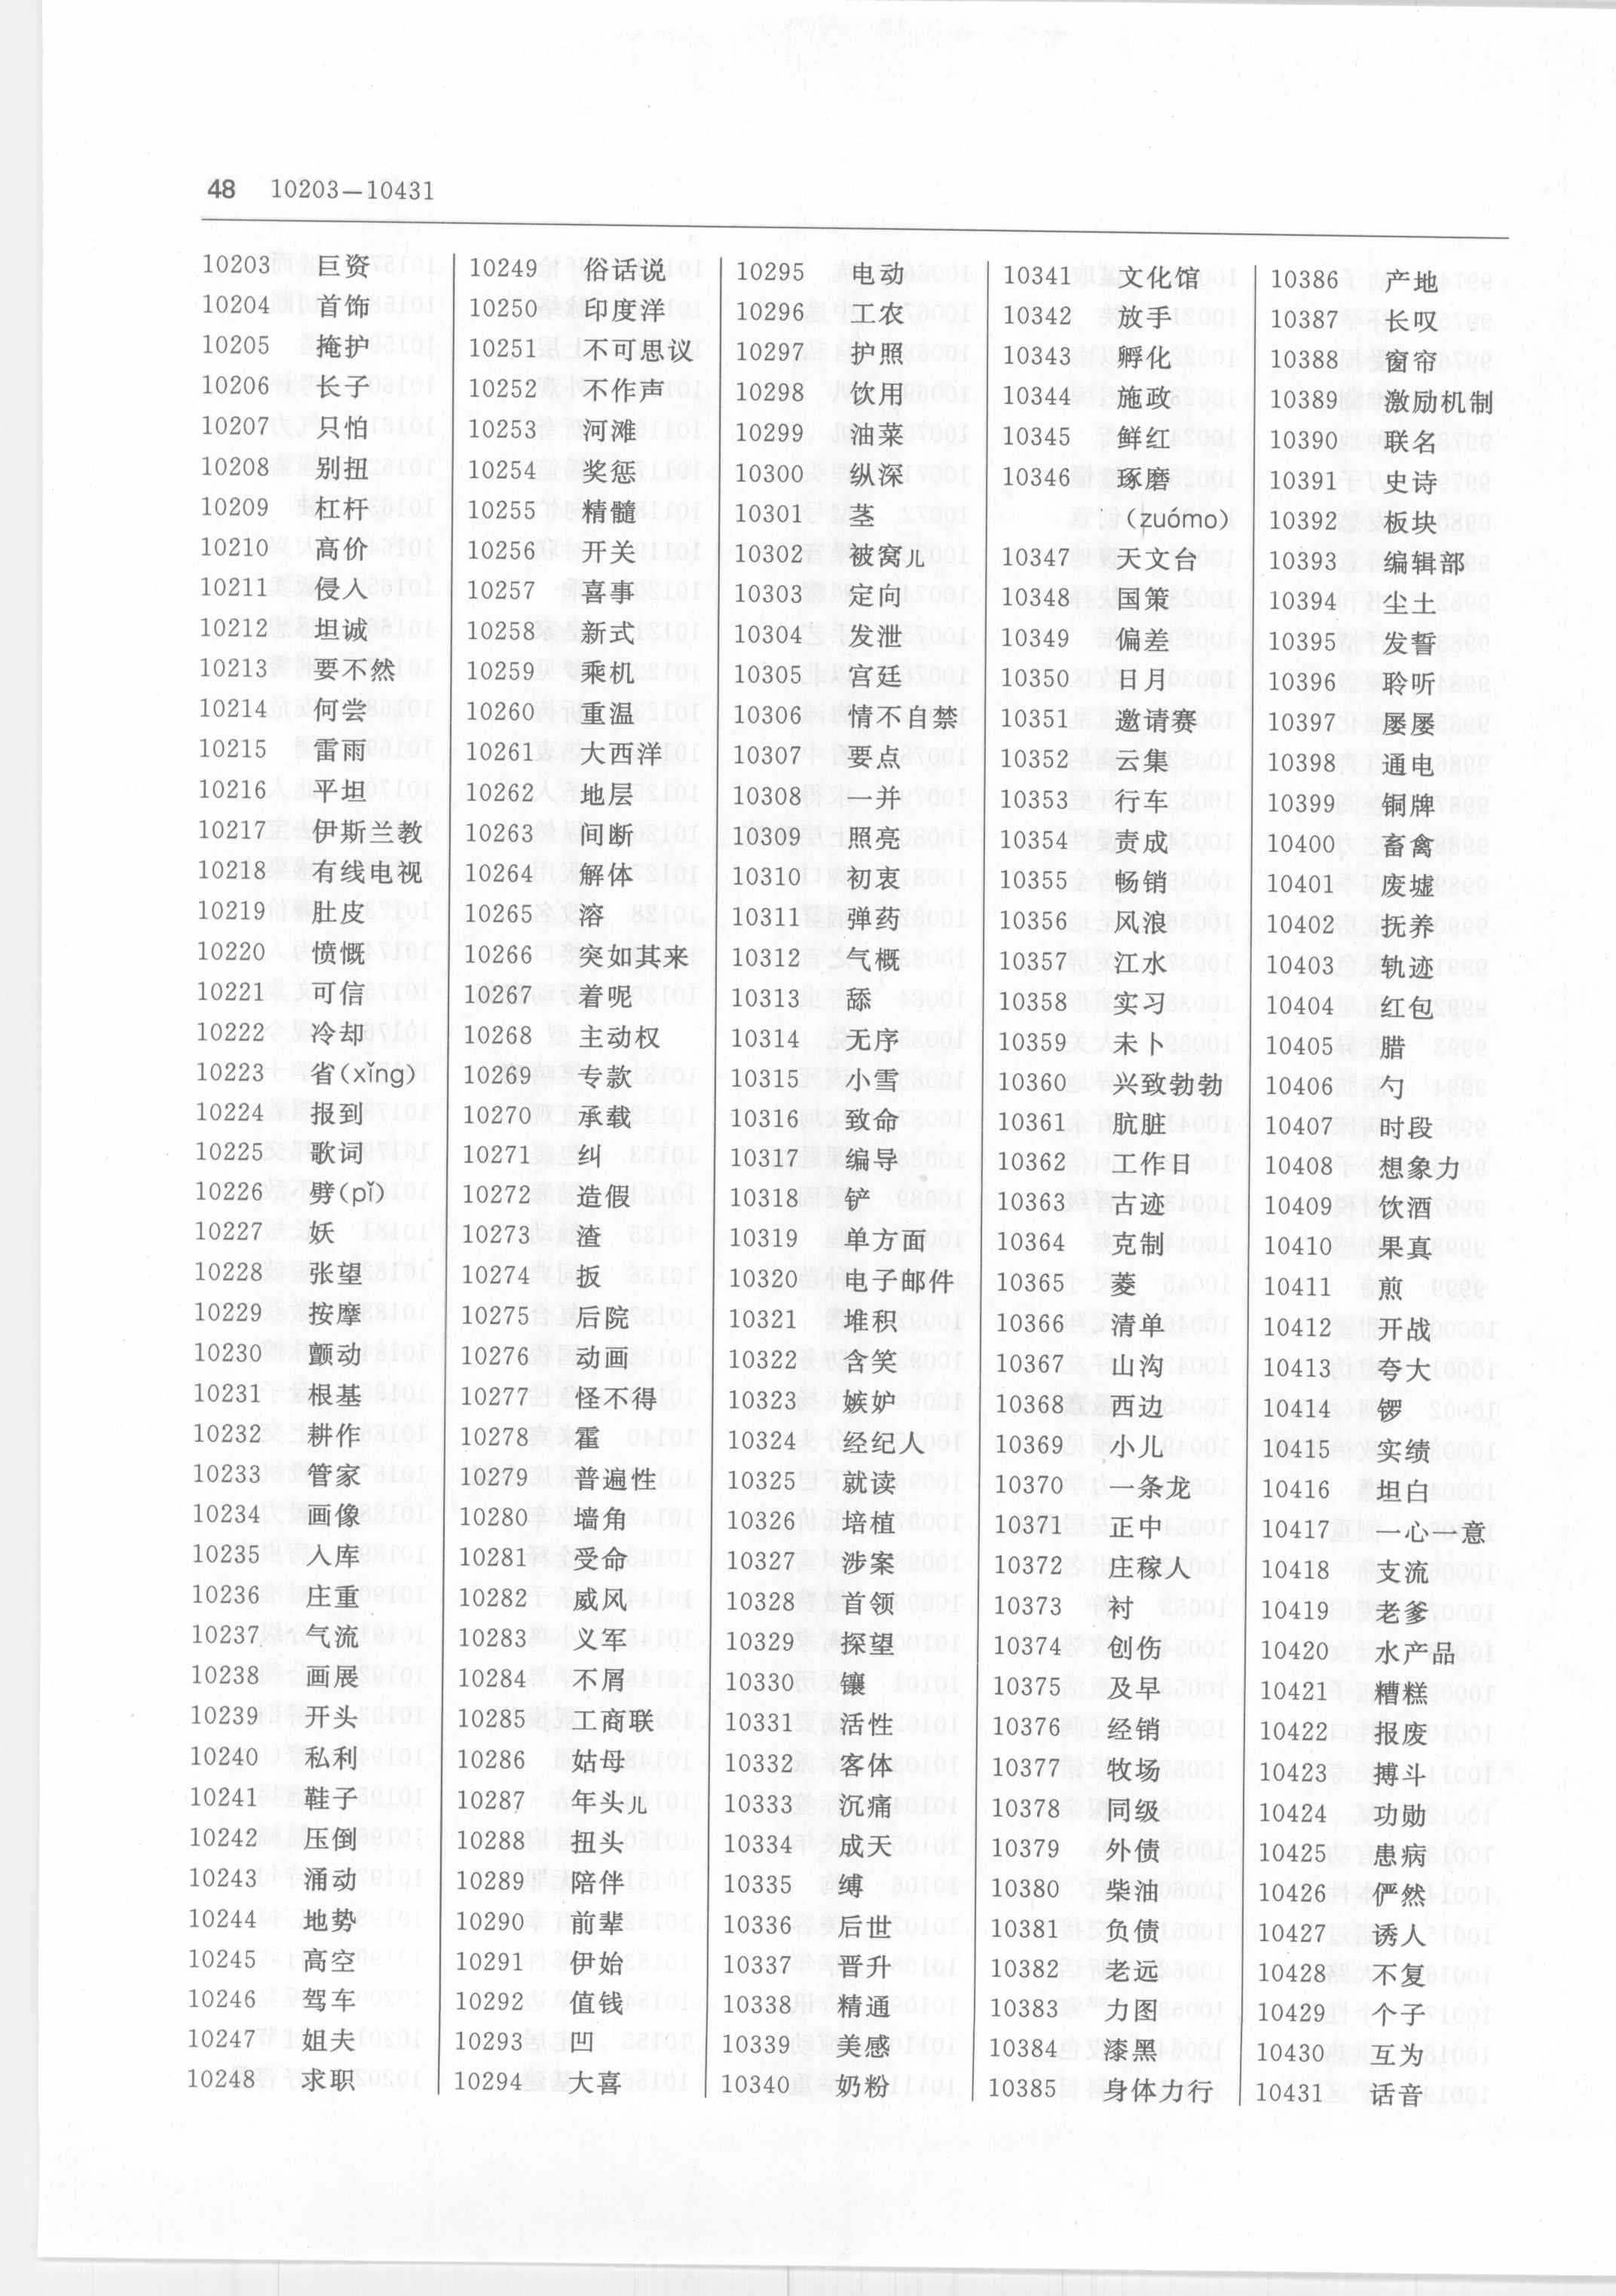 48 10203—10431
10203 巨资
10204 首饰
10205 掩护
10206 长子
10207 只怕
10208 别扭
10209 杠杆
10210 高价
10211 侵入
10212 坦诚
10213 要不然
10214 何尝
10215 雷雨
10216 平坦
10217 伊斯兰教
10218 有线电视
10219 肚皮
10220 愤慨
10221 可信
10222 冷却
10223 省(xǐng)
10224 报到
10225 歌词
10226 劈(pǐ)
10227 妖
10228 张望
10229 按摩
10230 颤动
10231 根基
10232 耕作
10233 管家
10234 画像
10235 入库
10236 庄重
10237 气流
10238 画展
10239 开头
10240 私利
10241 鞋子
10242 压倒
10243 涌动
10244 地势
10245 高空
10246 驾车
10247 姐夫
10248 求职
10249 俗话说
10250 印度洋
10251 不可思议
10252 不作声
10253 河滩
10254 奖惩
10255 精髓
10256 开关
10257 喜事
10258 新式
10259 乘机
10260 重温
10261 大西洋
10262 地层
10263 间断
10264 解体
10265 溶
10266 突如其来
10267 着呢
10268 主动权
10269 专款
10270 承载
10271 纠
10272 造假
10273 渣
10274 扳
10275 后院
10276 动画
10277 怪不得
10278 霍
10279 普遍性
10280 墙角
10281 受命
10282 威风
10283 义军
10284 不屑
10285 工商联
10286 姑母
10287 年头儿
10288 扭头
10289 陪伴
10290 前辈
10291 伊始
10292 值钱
10293 凹
10294 大喜
10295 电动
10296 工农
10297 护照
10298 饮用
10299 油菜
10300 纵深
10301 茎
10302 被窝儿
10303 定向
10304 发泄
10305 宫廷
10306 情不自禁
10307 要点
10308 一并
10309 照亮
10310 初衷
10311 弹药
10312 气概
10313 舔
10314 无序
10315 小雪
10316 致命
10317 编导
10318 铲
10319 单方面
10320 电子邮件
10321 堆积
10322 含笑
10323 嫉妒
10324 经纪人
10325 就读
10326 培植
10327 涉案
10328 首领
10329 探望
10330 镶
10331 活性
10332 客体
10333 沉痛
10334 成天
10335 缚
10336 后世
10337 晋升
10338 精通
10339 美感
10340 奶粉
10341 文化馆
10342 放手
10343 孵化
10344 施政
10345 鲜红
10346 琢磨
(zuómo)
10347 天文台
10348 国策
10349 偏差
10350 日月
10351 邀请赛
10352 云集
10353 行车
10354 责成
10355 畅销
10356 风浪
10357 江水
10358 实习
10359 未卜
10360 兴致勃勃
10361 肮脏
10362 工作日
10363 古迹
10364 克制
10365 菱
10366 清单
10367 山沟
10368 西边
10369 小儿
10370 一条龙
10371 正中
10372 庄稼人
10373 衬
10374 创伤
10375 及早
10376 经销
10377 牧场
10378 同级
10379 外债
10380 柴油
10381 负债
10382 老远
10383 力图
10384 漆黑
10385 身体力行
10386 产地
10387 长叹
10388 窗帘
10389 激励机制
10390 联名
10391 史诗
10392 板块
10393 编辑部
10394 尘土
10395 发誓
10396 聆听
10397 屡屡
10398 通电
10399 铜牌
10400 畜禽
10401 废墟
10402 抚养
10403 轨迹
10404 红包
10405 腊
10406 勺
10407 时段
10408 想象力
10409 饮酒
10410 果真
10411 煎
10412 开战
10413 夸大
10414 锣
10415 实绩
10416 坦白
10417 一心一意
10418 支流
10419 老爹
10420 水产品
10421 糟糕
10422 报废
10423 搏斗
10424 功勋
10425 患病
10426 俨然
10427 诱人
10428 不复
10429 个子
10430 互为
10431 话音